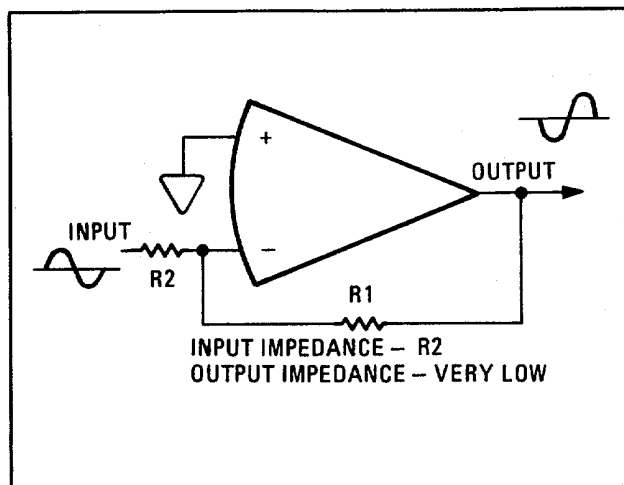 +
OUTPUT
INPUT
−
R2
R1
INPUT IMPEDANCE – R2
OUTPUT IMPEDANCE – VERY LOW